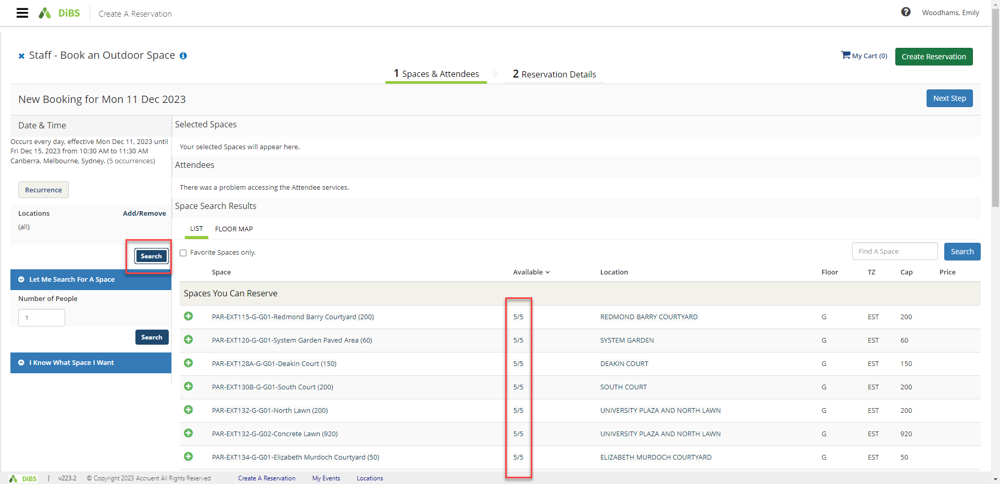 DiBS
Create A Reservation
Woodhams, Emily
Staff - Book an Outdoor Space
My Cart (0)
Create Reservation
1 Spaces & Attendees
2 Reservation Details
New Booking for Mon 11 Dec 2023
Next Step
Date & Time
Occurs every day, effective Mon Dec 11, 2023 until
Fri Dec 15, 2023 from 10:30 AM to 11:30 AM
Canberra, Melbourne, Sydney. (5 occurrences)
Recurrence
Locations Add/Remove
(all)
Search
Let Me Search For A Space
Number of People
1
Search
I Know What Space I Want
Selected Spaces
Your selected Spaces will appear here.
Attendees
There was a problem accessing the Attendee services.
Space Search Results
LIST FLOOR MAP
Favorite Spaces only.
Find A Space
Search
Space Available Location Floor TZ Cap Price
Spaces You Can Reserve
PAR-EXT115-G-G01-Redmond Barry Courtyard (200) 5/5 REDMOND BARRY COURTYARD G EST 200
PAR-EXT120-G-G01-System Garden Paved Area (60) 5/5 SYSTEM GARDEN G EST 60
PAR-EXT128A-G-G01-Deakin Court (150) 5/5 DEAKIN COURT G EST 150
PAR-EXT130B-G-G01-South Court (200) 5/5 SOUTH COURT G EST 200
PAR-EXT132-G-G01-North Lawn (200) 5/5 UNIVERSITY PLAZA AND NORTH LAWN G EST 200
PAR-EXT132-G-G02-Concrete Lawn (920) 5/5 UNIVERSITY PLAZA AND NORTH LAWN G EST 920
PAR-EXT134-G-G01-Elizabeth Murdoch Courtyard (50) 5/5 ELIZABETH MURDOCH COURTYARD G EST 50
DiBS | v223.2 © Copyright 2023 Accruent All Rights Reserved Create A Reservation My Events Locations